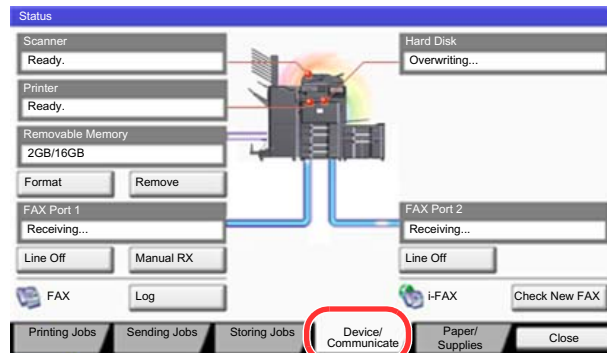 Status
Scanner
Ready.
Hard Disk
Overwriting...
Printer
Ready.
Removable Memory
2GB/16GB
Format
Remove
FAX Port 1
Receiving...
FAX Port 2
Receiving...
Line Off
Manual RX
Line Off
FAX
Log
i-FAX
Check New FAX
Printing Jobs
Sending Jobs
Storing Jobs
Device/
Communicate
Paper/
Supplies
Close